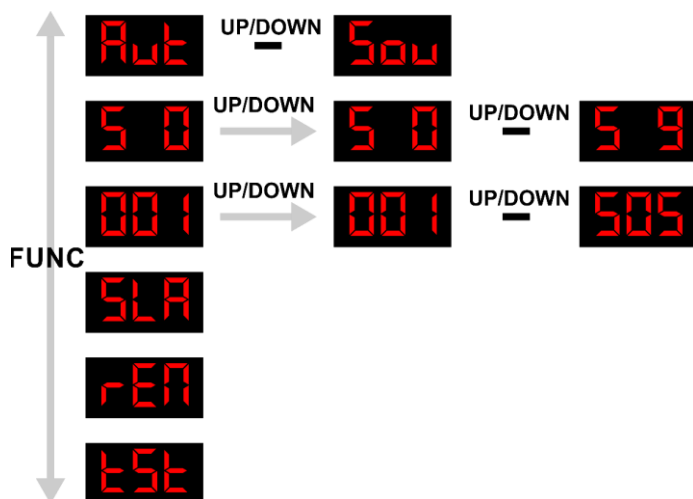 Aut UP/DOWN Sou
S 0 UP/DOWN S 0 UP/DOWN S 9
001 UP/DOWN 001 UP/DOWN 505
FUNC
SLA
rEM
tSt